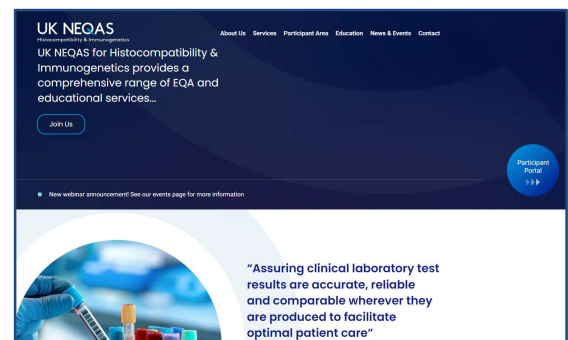 UK NEQAS
Histocompatibility & Immunogenetics
About Us Services Participant Area Education News & Events Contact
UK NEQAS for Histocompatibility &
Immunogenetics provides a
comprehensive range of EQA and
educational services...
Join Us
Participant
Portal
New webinar announcement! See our events page for more information
"Assuring clinical laboratory test
results are accurate, reliable
and comparable wherever they
are produced to facilitate
optimal patient care"